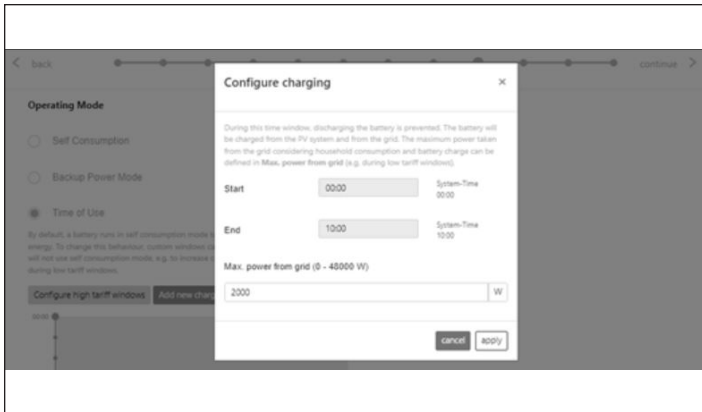 back
continue
Operating Mode
Self Consumption
Backup Power Mode
Time of Use
By default, a battery runs in self consumption mode
energy. To change this behaviour, custom windows ca
will not use self consumption mode, e.g. to increase c
during low tariff windows.
Configure high tariff windows Add new charg
00:00
Configure charging ×
During this time window, discharging the battery is prevented. The battery will
be charged from the PV system and from the grid. The maximum power taken
from the grid considering household consumption and battery charge can be
defined in Max. power from grid (e.g. during low tariff windows).
Start 00:00 System-Time
00:00
End 10:00 System-Time
10:00
Max. power from grid (0 - 48000 W)
2000 W
cancel apply